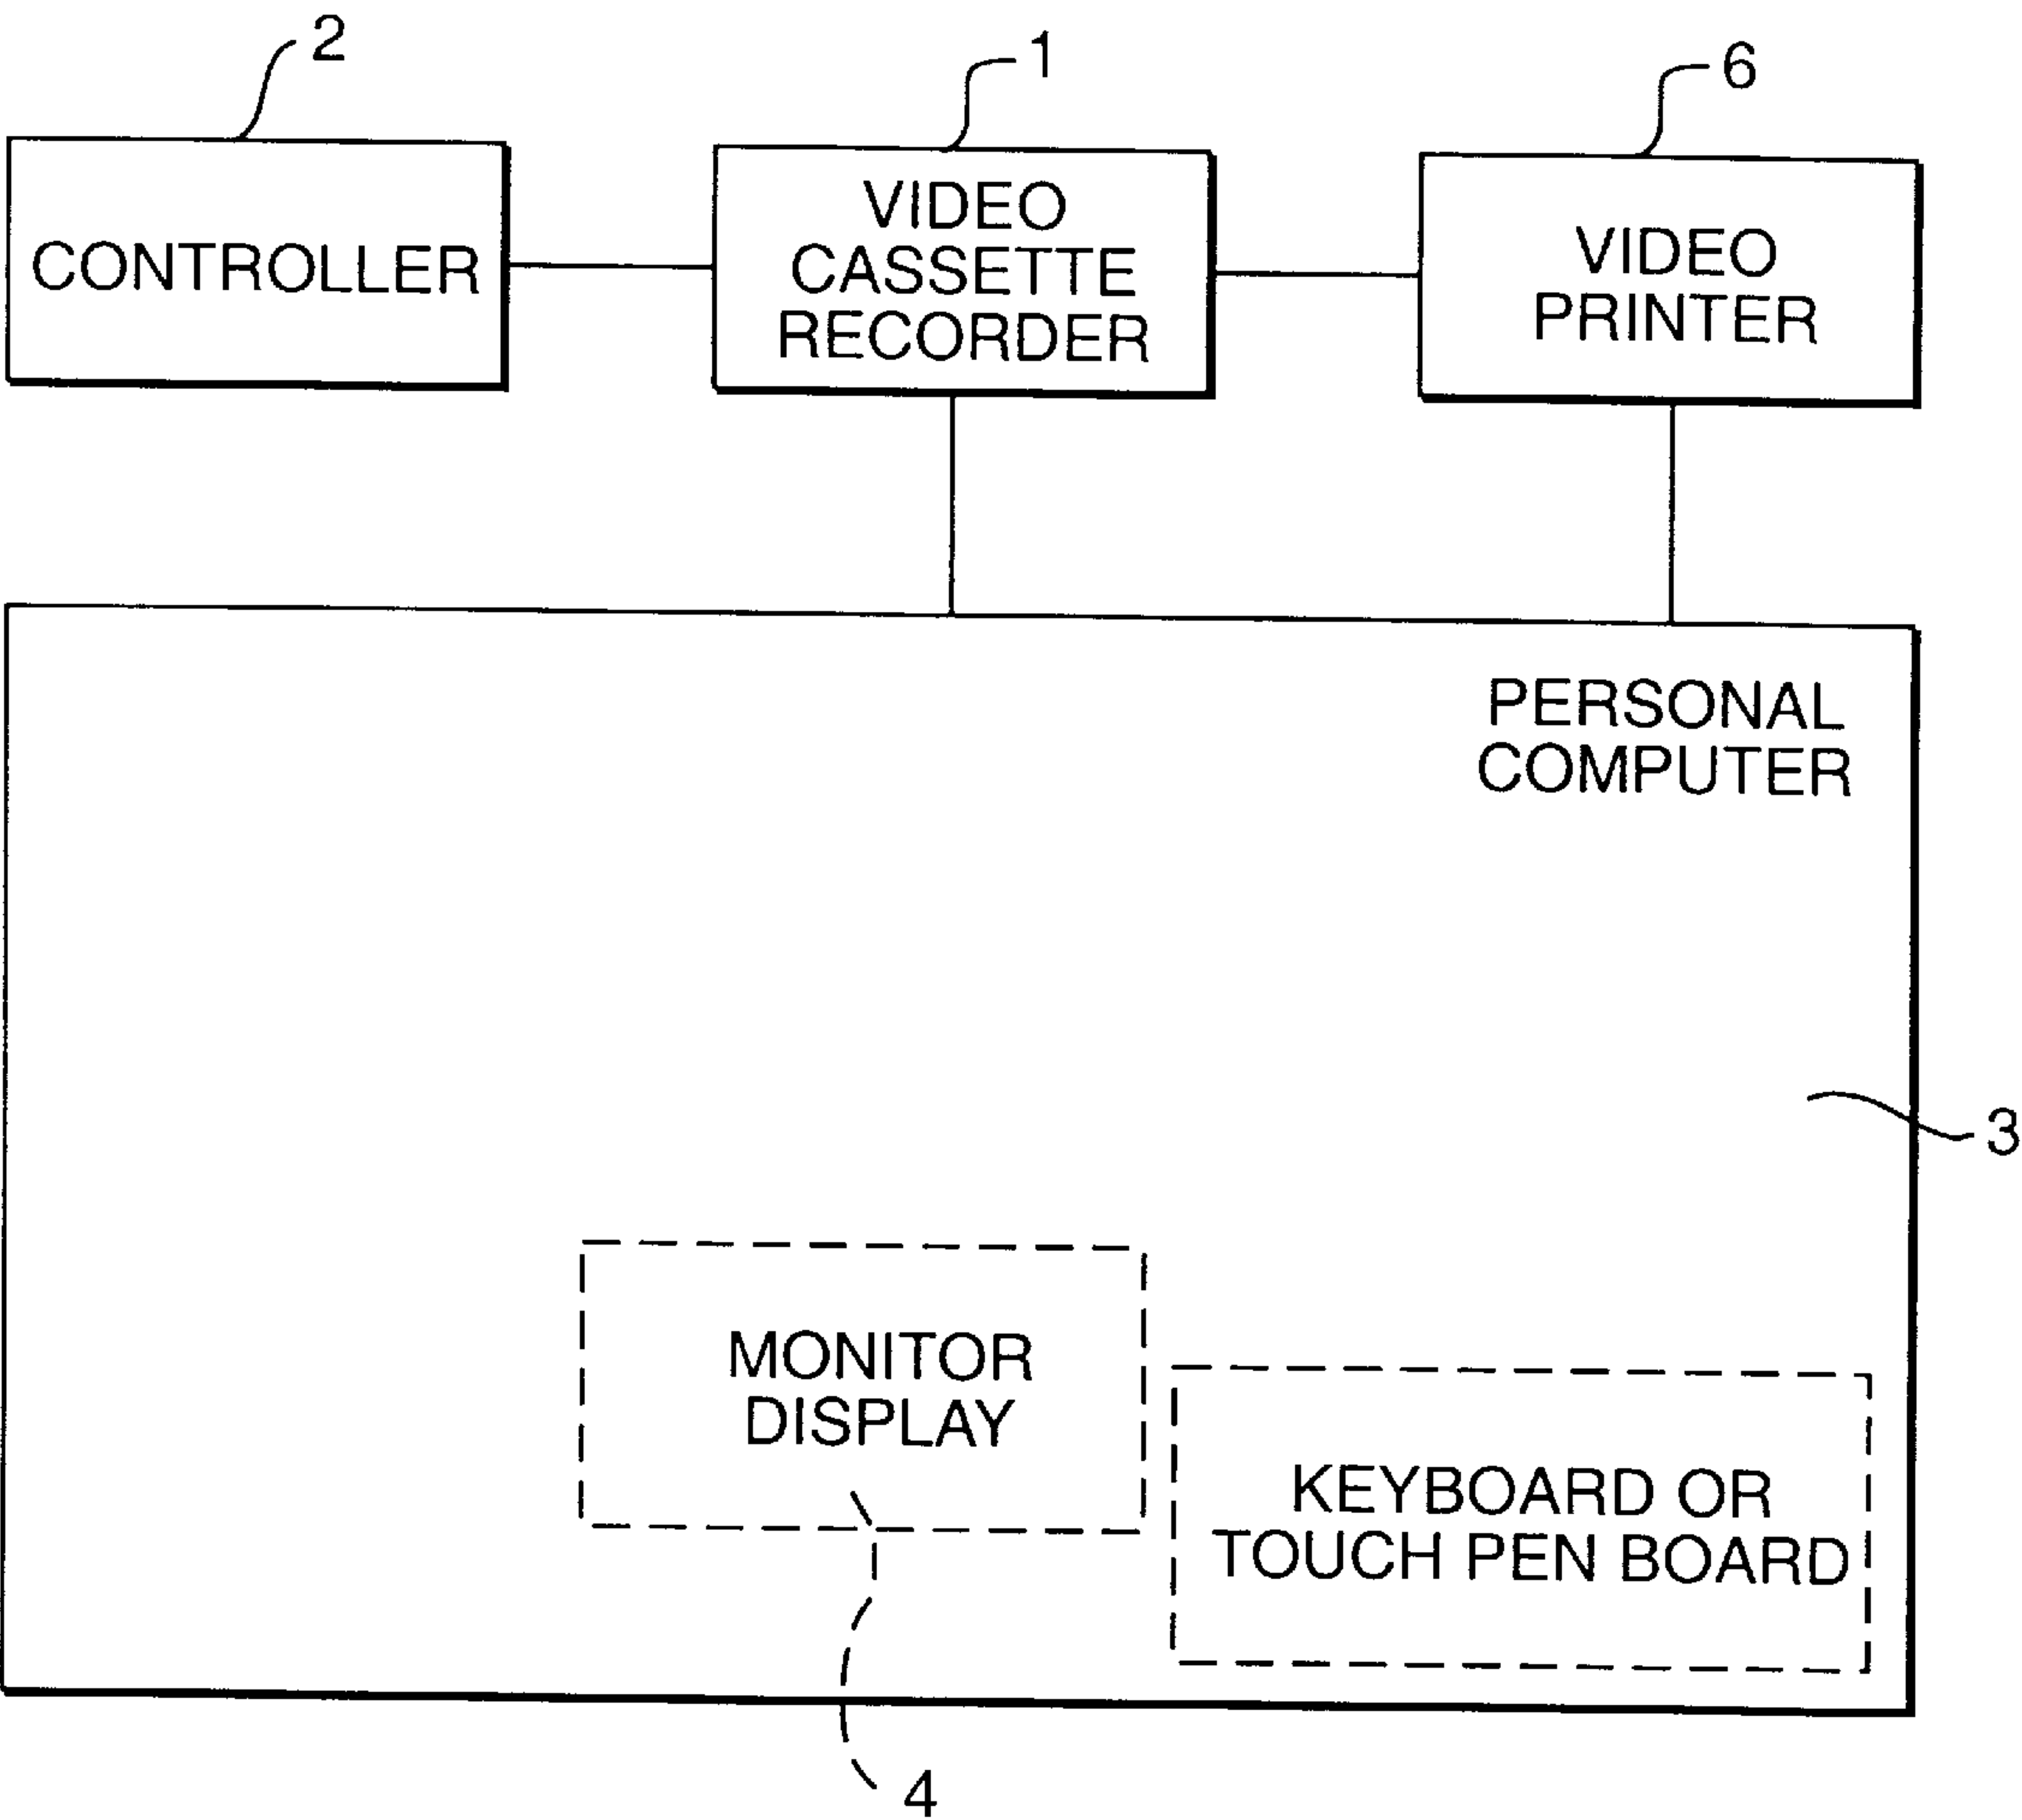 2
1
6
CONTROLLER
VIDEO
CASSETTE
RECORDER
VIDEO
PRINTER
PERSONAL
COMPUTER
3
MONITOR
DISPLAY
KEYBOARD OR
TOUCH PEN BOARD
4